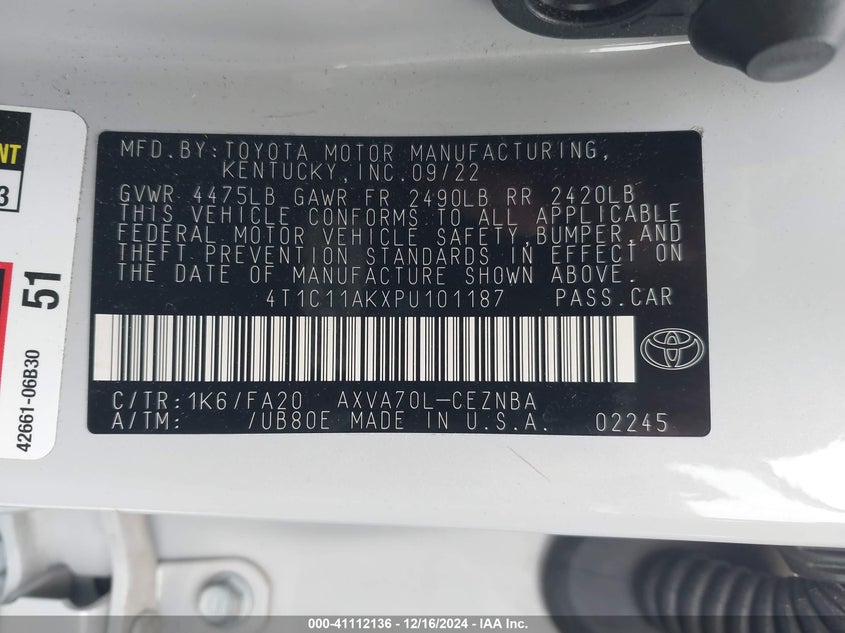 NT
3
51
42661-06B30
MFD.BY:TOYOTA MOTOR MANUFACTURING,
KENTUCKY,INC.09/22
GVWR 4475LB GAWR FR 2490LB RR 2420LB
THIS VEHICLE CONFORMS TO ALL APPLICABLE
FEDERAL MOTOR VEHICLE SAFETY,BUMPER,AND
THEFT PREVENTION STANDARDS IN EFFECT ON
THE DATE OF MANUFACTURE SHOWN ABOVE.
4T1C11AKXPU101187 PASS.CAR
C/TR:1K6/FA20 AXVA70L-CEZNBA
A/TM: /UB80E MADE IN U.S.A. 02245
000-41112136 - 12/16/2024 - IAA Inc.